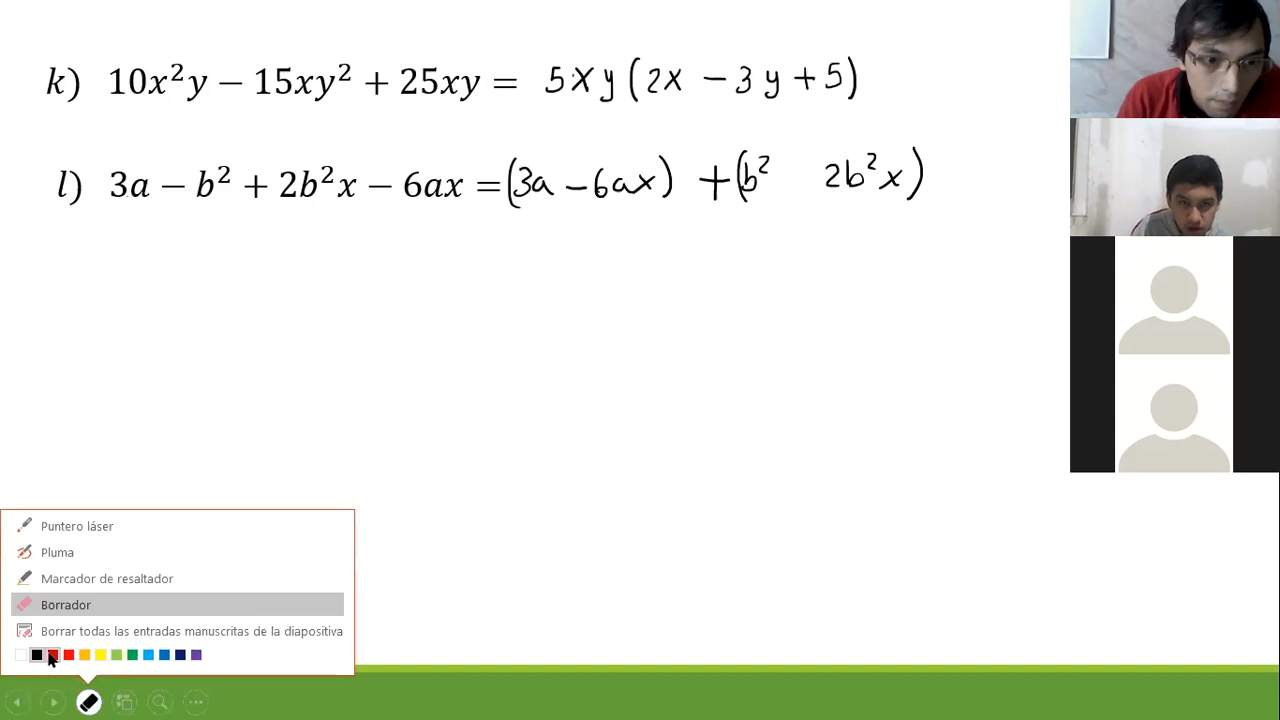 k) 10x²y − 15xy² + 25xy = 5xy(2x − 3y + 5)
l) 3a − b² + 2b²x − 6ax = (3a − 6ax) + (b² 2b²x)
Puntero láser
Pluma
Marcador de resaltador
Borrador
Borrar todas las entradas manuscritas de la diapositiva